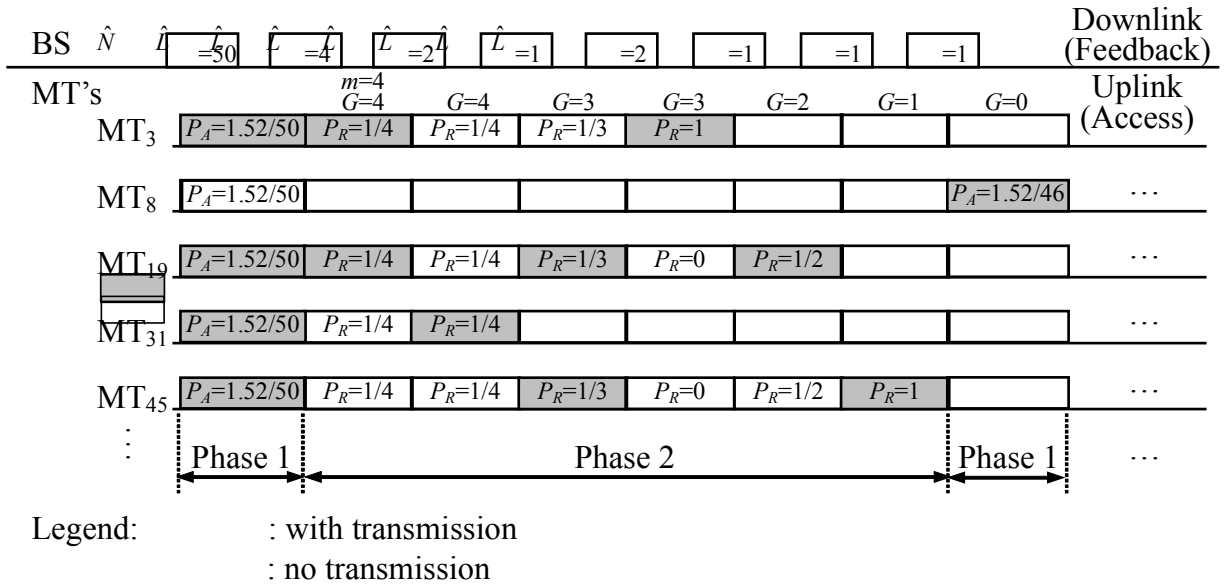 BS N̂ L̂ L̂ L̂ L̂ L̂ L̂ L̂ Downlink
=50 =4 =2 =1 =2 =1 =1 =1 (Feedback)
MT's m=4 Uplink
G=4 G=4 G=3 G=3 G=2 G=1 G=0 (Access)
MT3 PA=1.52/50 PR=1/4 PR=1/4 PR=1/3 PR=1
MT8 PA=1.52/50 PA=1.52/46 ...
MT19 PA=1.52/50 PR=1/4 PR=1/4 PR=1/3 PR=0 PR=1/2 ...
MT31 PA=1.52/50 PR=1/4 PR=1/4 ...
MT45 PA=1.52/50 PR=1/4 PR=1/4 PR=1/3 PR=0 PR=1/2 PR=1 ...
⋮ Phase 1 Phase 2 Phase 1 ...
Legend: : with transmission
: no transmission